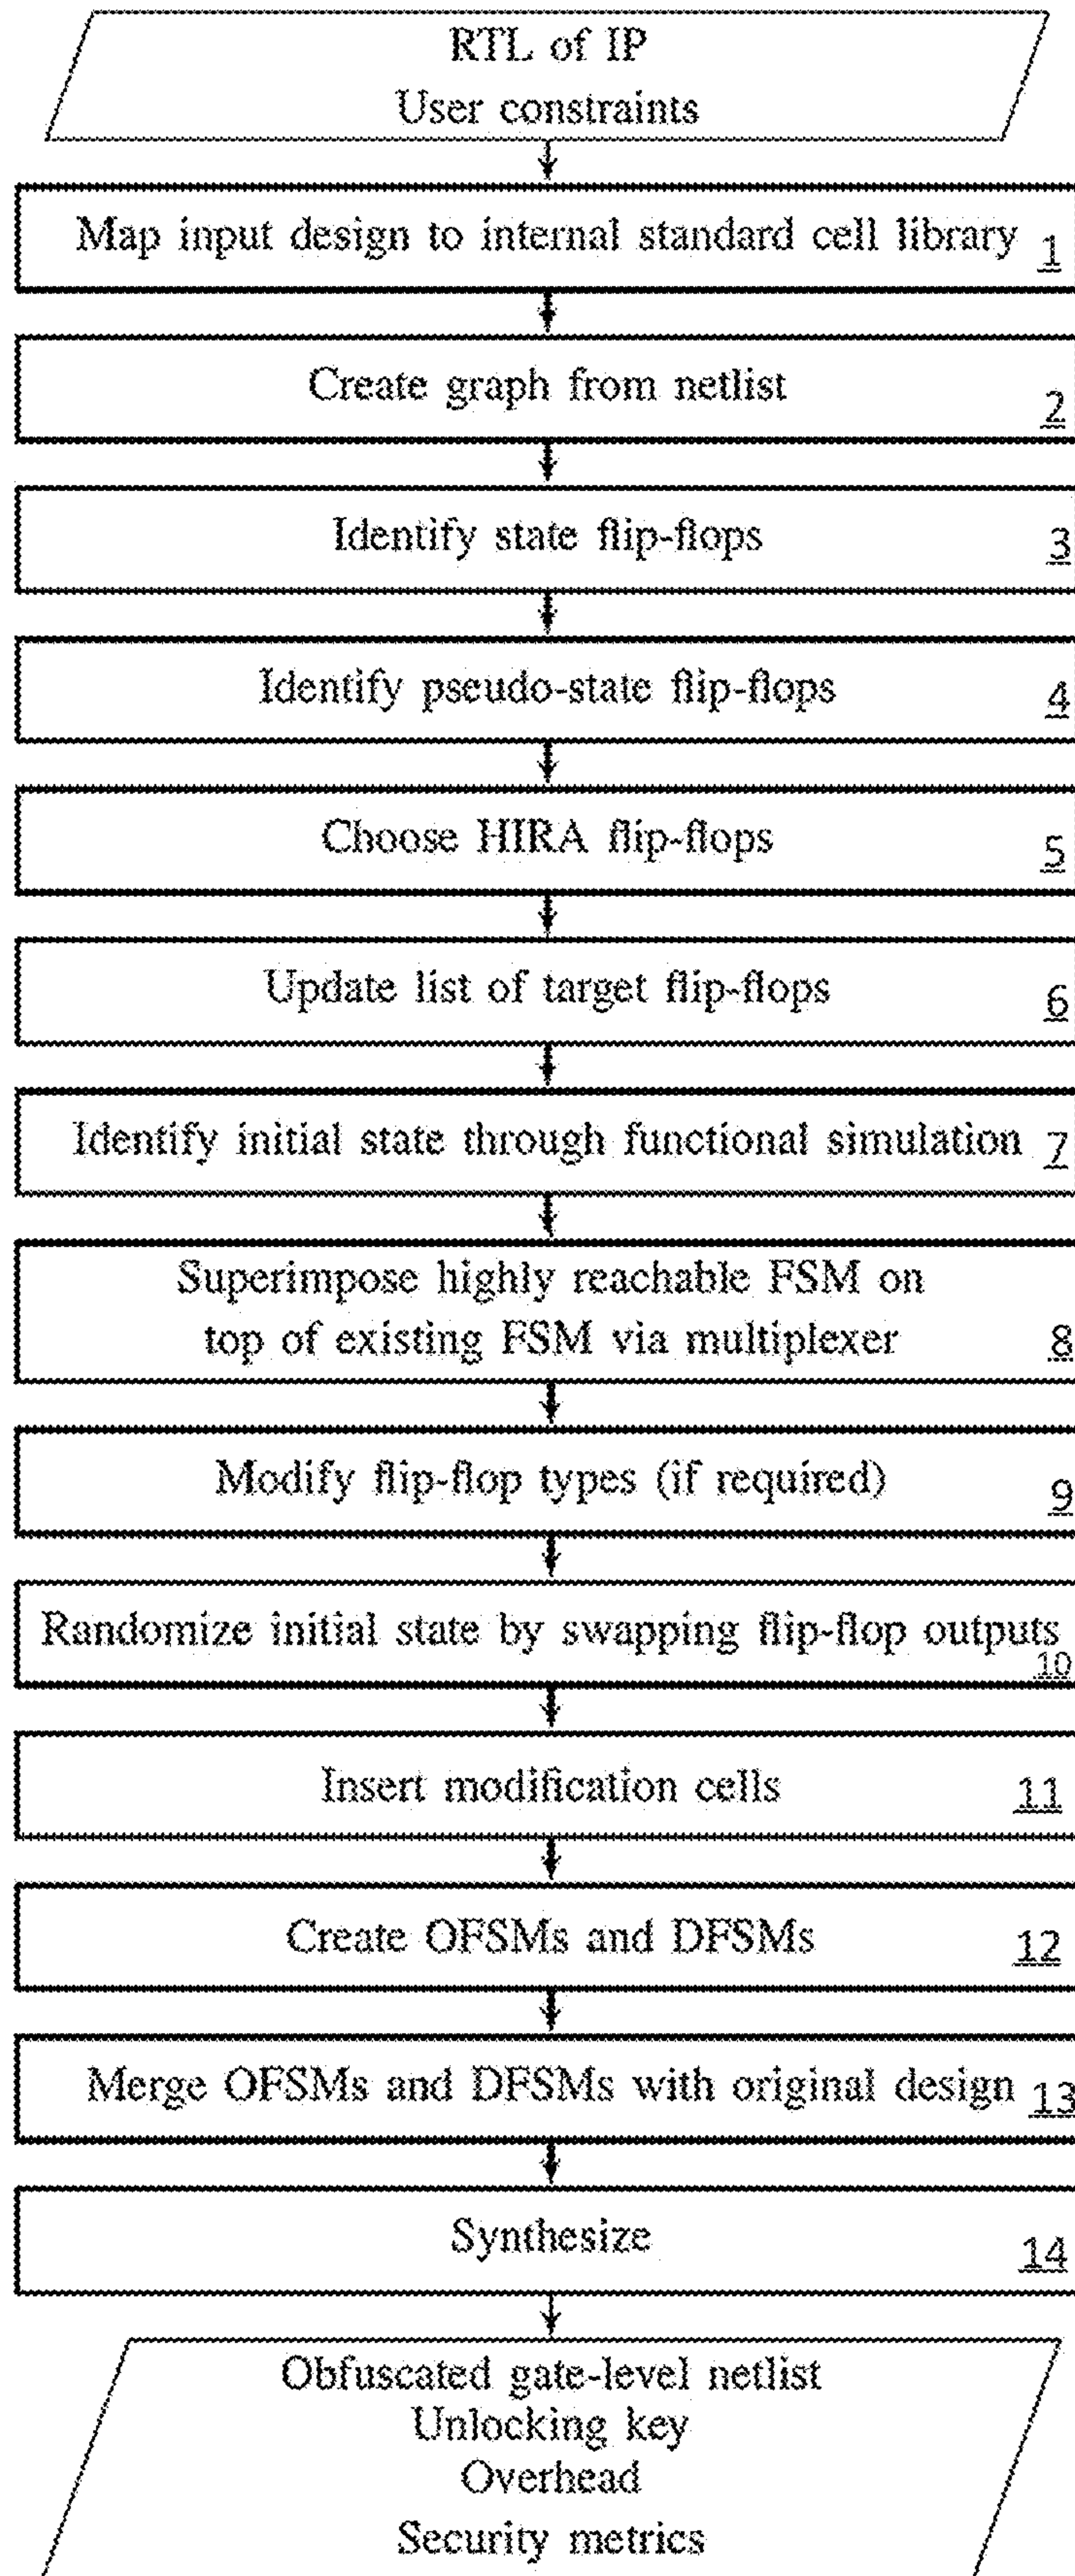 RTL of IP
User constraints
Map input design to internal standard cell library 1
Create graph from netlist 2
Identify state flip-flops 3
Identify pseudo-state flip-flops 4
Choose HIRA flip-flops 5
Update list of target flip-flops 6
Identify initial state through functional simulation 7
Superimpose highly reachable FSM on
top of existing FSM via multiplexer 8
Modify flip-flop types (if required) 9
Randomize initial state by swapping flip-flop outputs
10
Insert modification cells 11
Create OFSMs and DFSMs 12
Merge OFSMs and DFSMs with original design 13
Synthesize 14
Obfuscated gate-level netlist
Unlocking key
Overhead
Security metrics